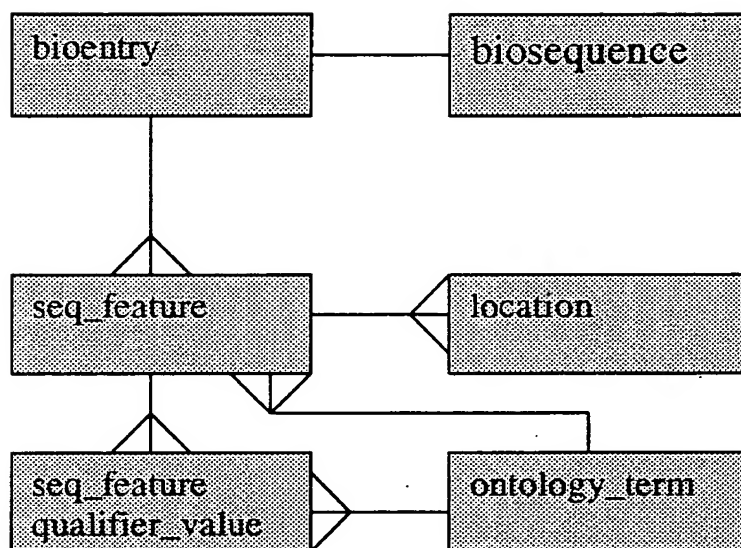 bioentry
biosequence
seq_feature
location
seq_feature
qualifier_value
ontology_term